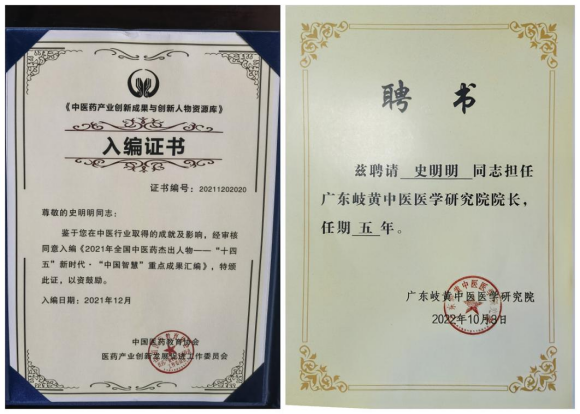 《中医药产业创新成果与创新人物资源库》
入编证书
证书编号：20211202020
尊敬的史明明同志：
鉴于您在中医行业取得的成就及影响，经审核
同意入编《2021年全国中医药杰出人物——“十四
五”新时代·“中国智慧”重点成果汇编》，特颁
此证，以资鼓励。
入编日期：2021年12月
中国医药教育协会
医药产业创新发展促进工作委员会
聘书
兹聘请 史明明 同志担任
广东岐黄中医医学研究院院长，
任期 五 年。
广东岐黄中医医学研究院
2022年10月8日